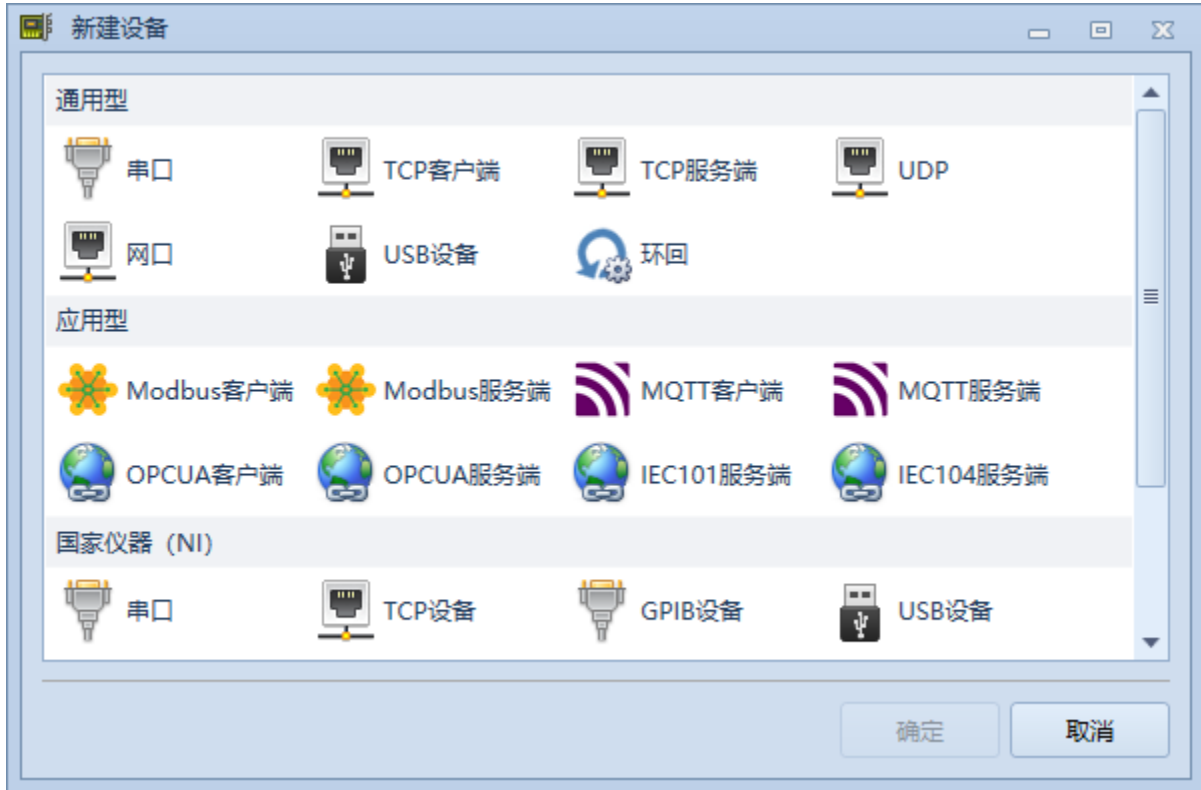 新建设备
通用型
串口 TCP客户端 TCP服务端 UDP
网口 USB设备 环回
应用型
Modbus客户端 Modbus服务端 MQTT客户端 MQTT服务端
OPCUA客户端 OPCUA服务端 IEC101服务端 IEC104服务端
国家仪器（NI）
串口 TCP设备 GPIB设备 USB设备
确定 取消